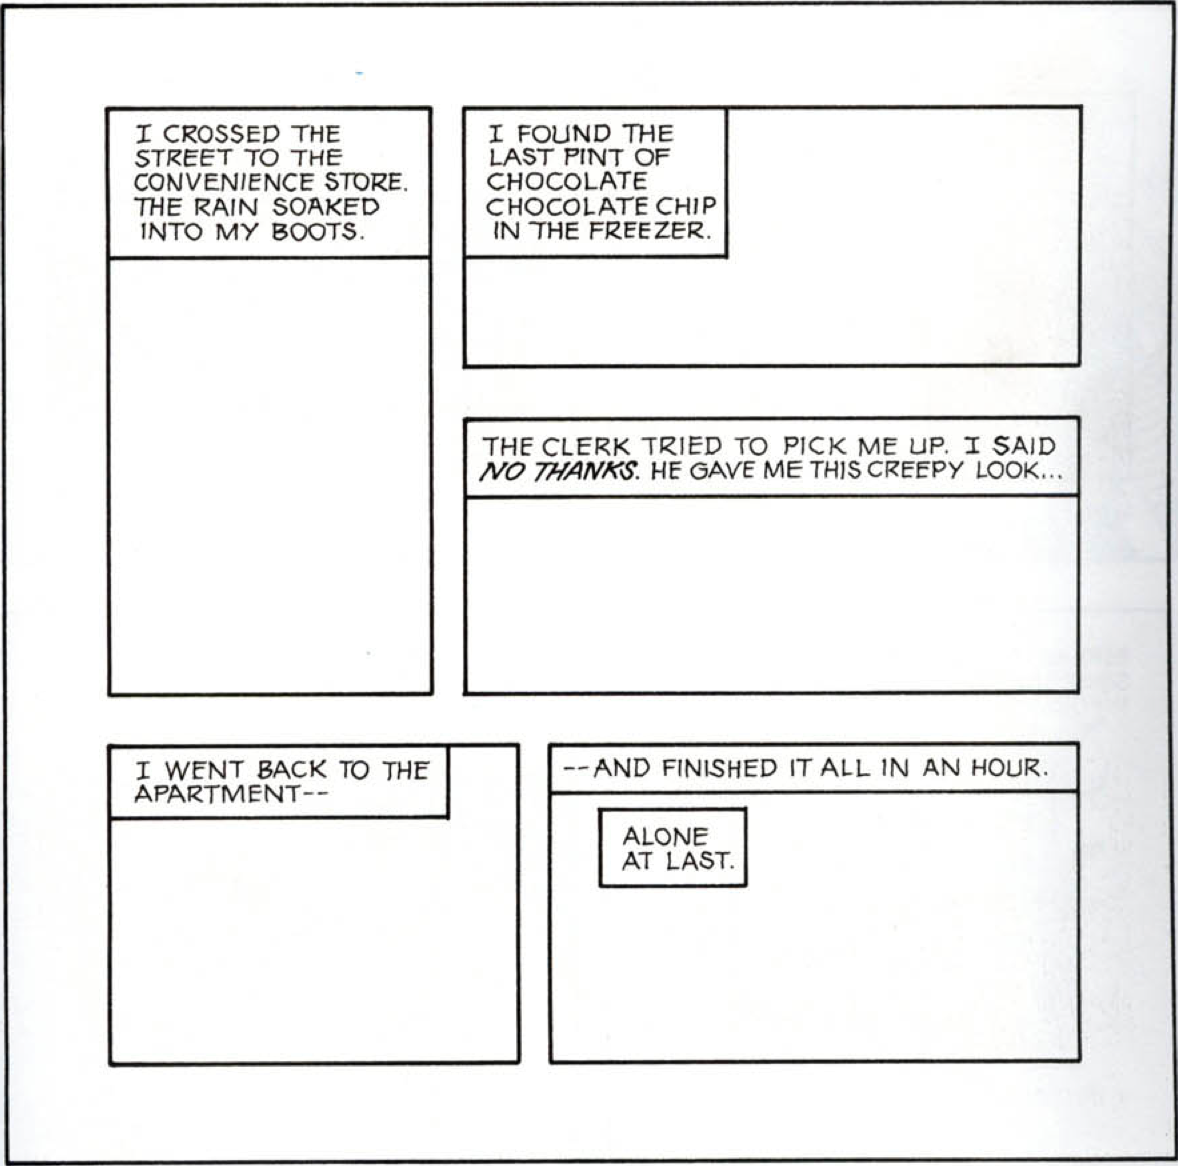 I CROSSED THE
STREET TO THE
CONVENIENCE STORE.
THE RAIN SOAKED
INTO MY BOOTS.
I FOUND THE
LAST PINT OF
CHOCOLATE
CHOCOLATE CHIP
IN THE FREEZER.
THE CLERK TRIED TO PICK ME UP. I SAID
NO THANKS. HE GAVE ME THIS CREEPY LOOK...
I WENT BACK TO THE
APARTMENT--
--AND FINISHED IT ALL IN AN HOUR.
ALONE
AT LAST.